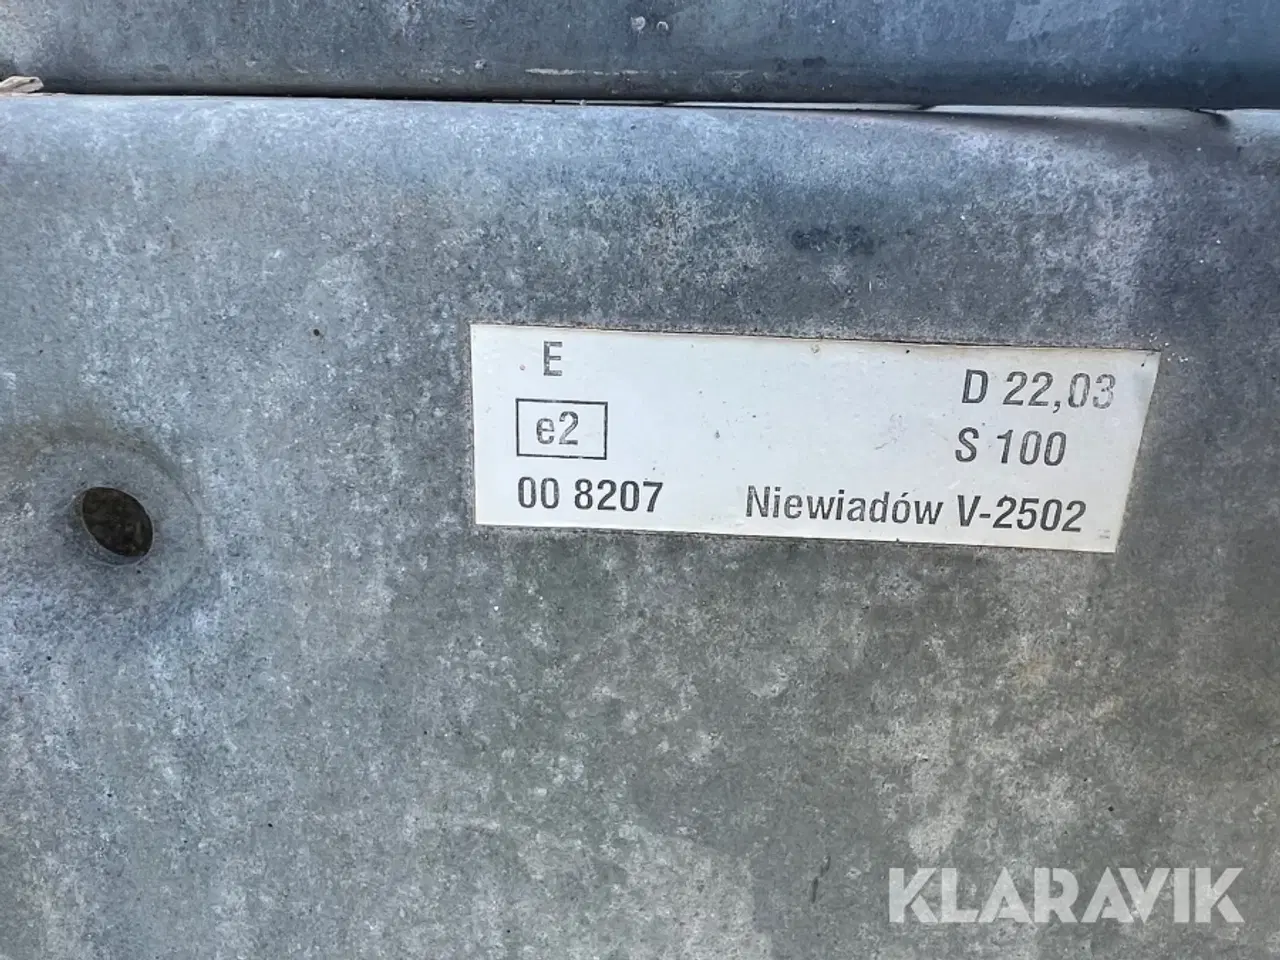 E
D 22,03
e2
S 100
00 8207
Niewiadów V-2502
KLARAVIK